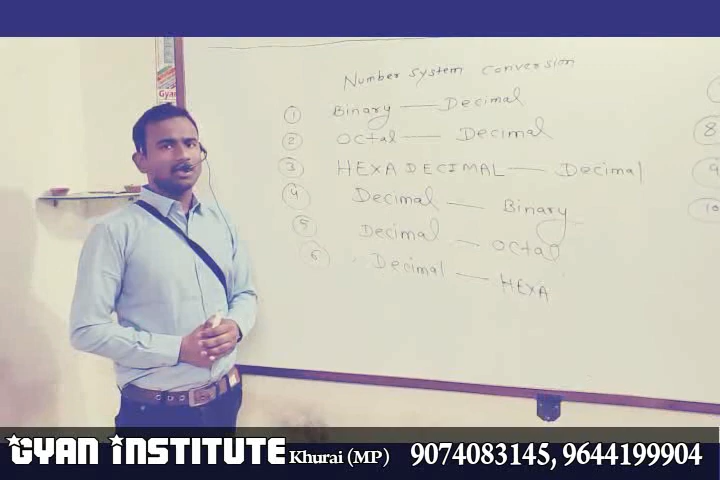 Gyan
Number System Conversion
1 Binary — Decimal
2 Octal — Decimal
3 HEXA DECIMAL — Decimal
4 Decimal — Binary
5 Decimal — Octal
6 Decimal — HEXA
8
9
10
GYAN INSTITUTE Khurai (MP) 9074083145, 9644199904